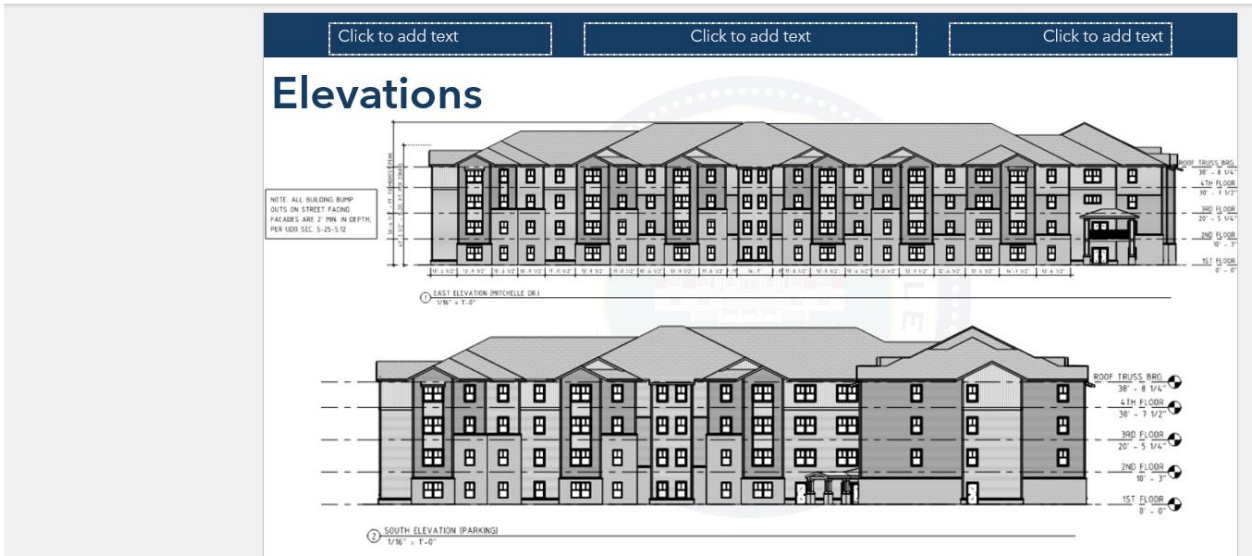 Click to add text
Click to add text
Click to add text
Elevations
NOTE: ALL BUILDING BUMP
OUTS ON STREET FACING
FACADES ARE 2' MIN. IN DEPTH,
PER UDO SEC. 5-25-5.12
ROOF TRUSS BRG.
38' - 8 1/4"
4TH FLOOR
30' - 7 1/2"
3RD FLOOR
20' - 5 1/4"
2ND FLOOR
10' - 3"
1ST FLOOR
0' - 0"
1
EAST ELEVATION (MITCHELLE DR.)
1/16" = 1'-0"
LE
ROOF TRUSS BRG.
38' - 8 1/4"
4TH FLOOR
30' - 7 1/2"
3RD FLOOR
20' - 5 1/4"
2ND FLOOR
10' - 3"
1ST FLOOR
0' - 0"
2
SOUTH ELEVATION (PARKING)
1/16" = 1'-0"